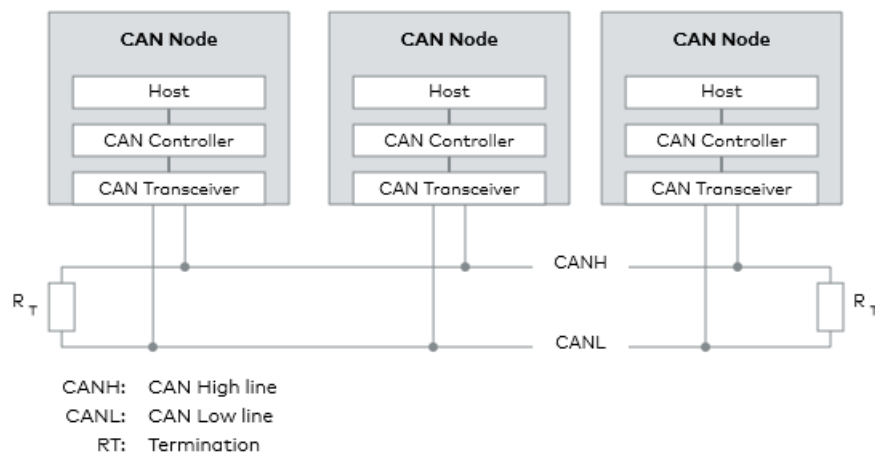 CAN Node CAN Node CAN Node
Host Host Host
CAN Controller CAN Controller CAN Controller
CAN Transceiver CAN Transceiver CAN Transceiver
CANH
R T R T
CANL
CANH: CAN High line
CANL: CAN Low line
RT: Termination